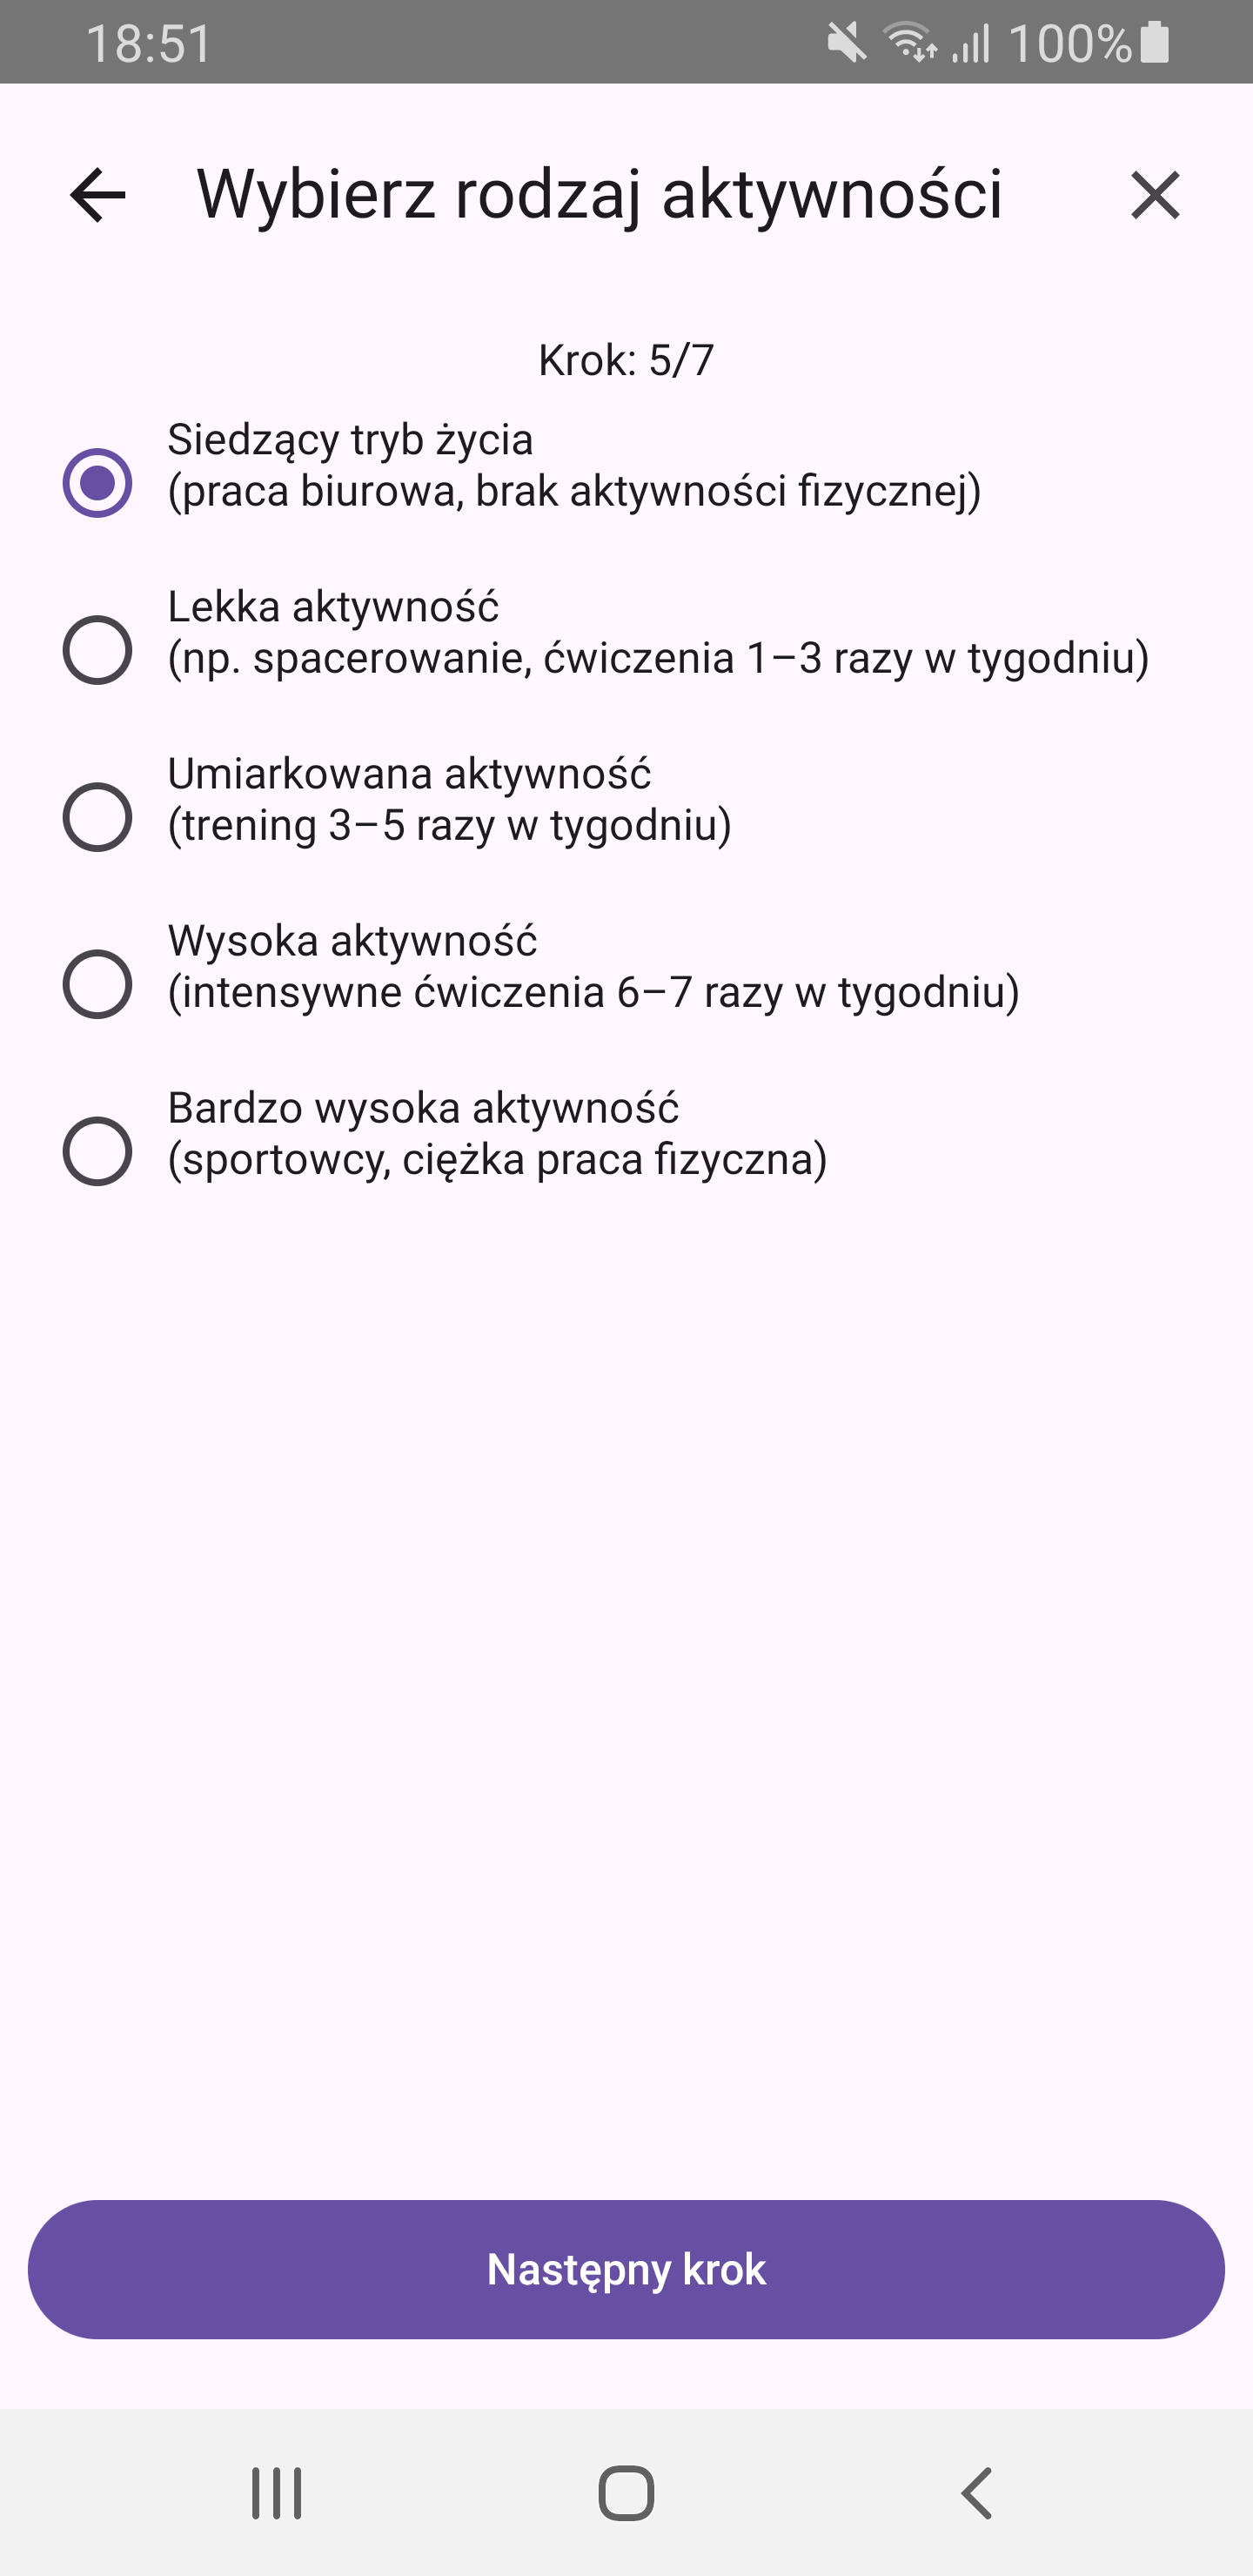 18:51
100%
Wybierz rodzaj aktywności
Krok: 5/7
Siedzący tryb życia
(praca biurowa, brak aktywności fizycznej)
Lekka aktywność
(np. spacerowanie, ćwiczenia 1–3 razy w tygodniu)
Umiarkowana aktywność
(trening 3–5 razy w tygodniu)
Wysoka aktywność
(intensywne ćwiczenia 6–7 razy w tygodniu)
Bardzo wysoka aktywność
(sportowcy, ciężka praca fizyczna)
Następny krok